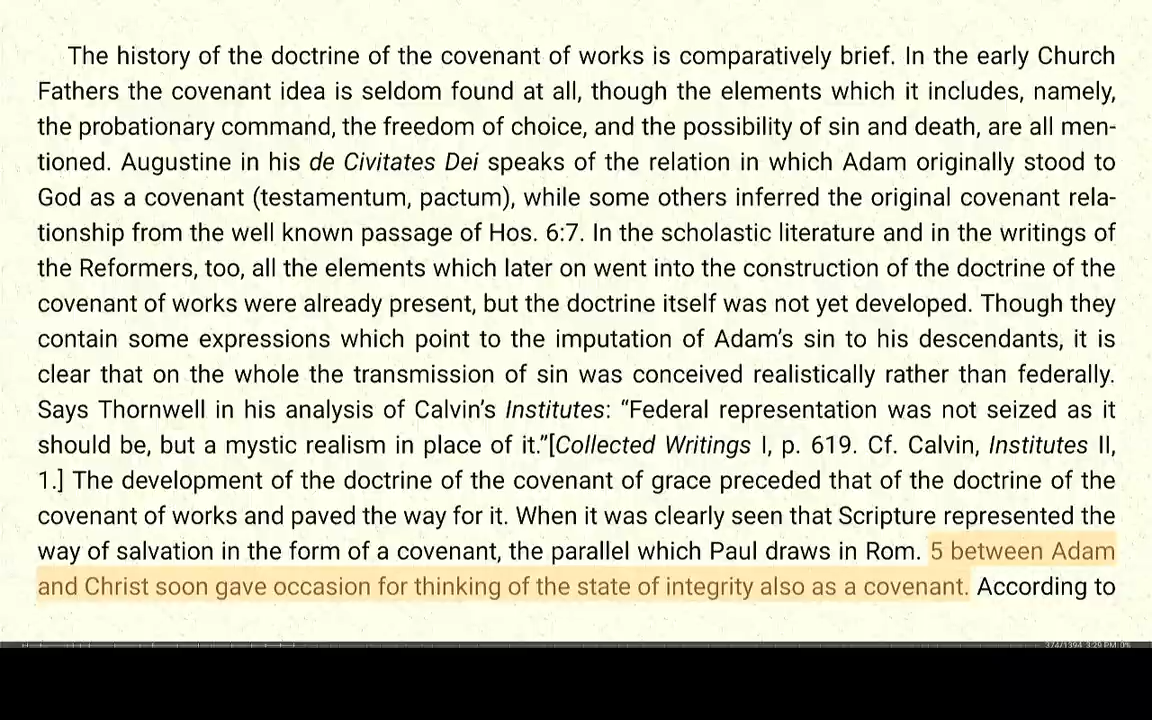 The history of the doctrine of the covenant of works is comparatively brief. In the early Church
Fathers the covenant idea is seldom found at all, though the elements which it includes, namely,
the probationary command, the freedom of choice, and the possibility of sin and death, are all men-
tioned. Augustine in his de Civitates Dei speaks of the relation in which Adam originally stood to
God as a covenant (testamentum, pactum), while some others inferred the original covenant rela-
tionship from the well known passage of Hos. 6:7. In the scholastic literature and in the writings of
the Reformers, too, all the elements which later on went into the construction of the doctrine of the
covenant of works were already present, but the doctrine itself was not yet developed. Though they
contain some expressions which point to the imputation of Adam’s sin to his descendants, it is
clear that on the whole the transmission of sin was conceived realistically rather than federally.
Says Thornwell in his analysis of Calvin’s Institutes: “Federal representation was not seized as it
should be, but a mystic realism in place of it.”[Collected Writings I, p. 619. Cf. Calvin, Institutes II,
1.] The development of the doctrine of the covenant of grace preceded that of the doctrine of the
covenant of works and paved the way for it. When it was clearly seen that Scripture represented the
way of salvation in the form of a covenant, the parallel which Paul draws in Rom. 5 between Adam
and Christ soon gave occasion for thinking of the state of integrity also as a covenant. According to
374/1394 3:29 PM 0%